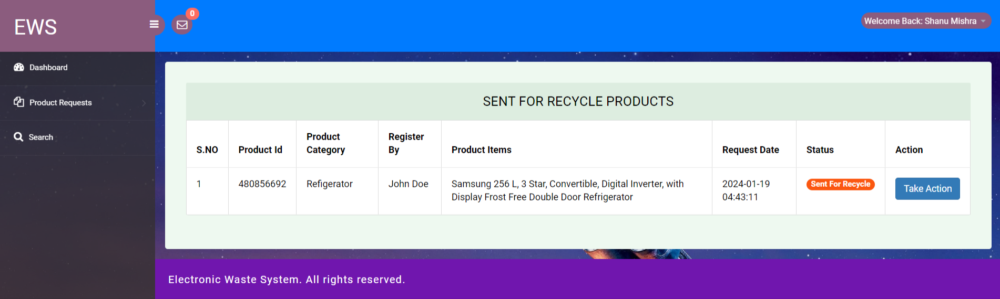 EWS
0
Welcome Back: Shanu Mishra
Dashboard
Product Requests
Search
SENT FOR RECYCLE PRODUCTS
S.NO
Product Id
Product
Category
Register
By
Product Items
Request Date
Status
Action
1
480856692
Refigerator
John Doe
Samsung 256 L, 3 Star, Convertible, Digital Inverter, with
Display Frost Free Double Door Refrigerator
2024-01-19
04:43:11
Sent For Recycle
Take Action
Electronic Waste System. All rights reserved.